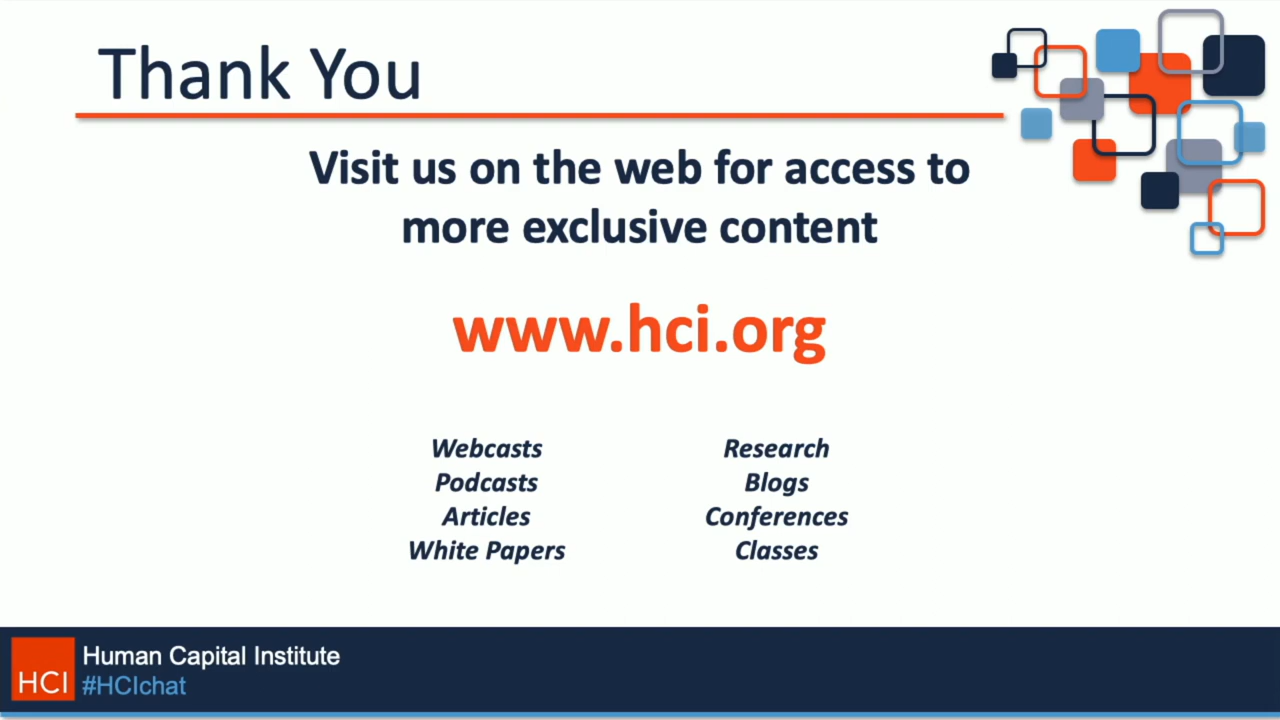 Thank You
Visit us on the web for access to
more exclusive content
www.hci.org
Webcasts
Podcasts
Articles
White Papers
Research
Blogs
Conferences
Classes
HCI
Human Capital Institute
#HCIchat